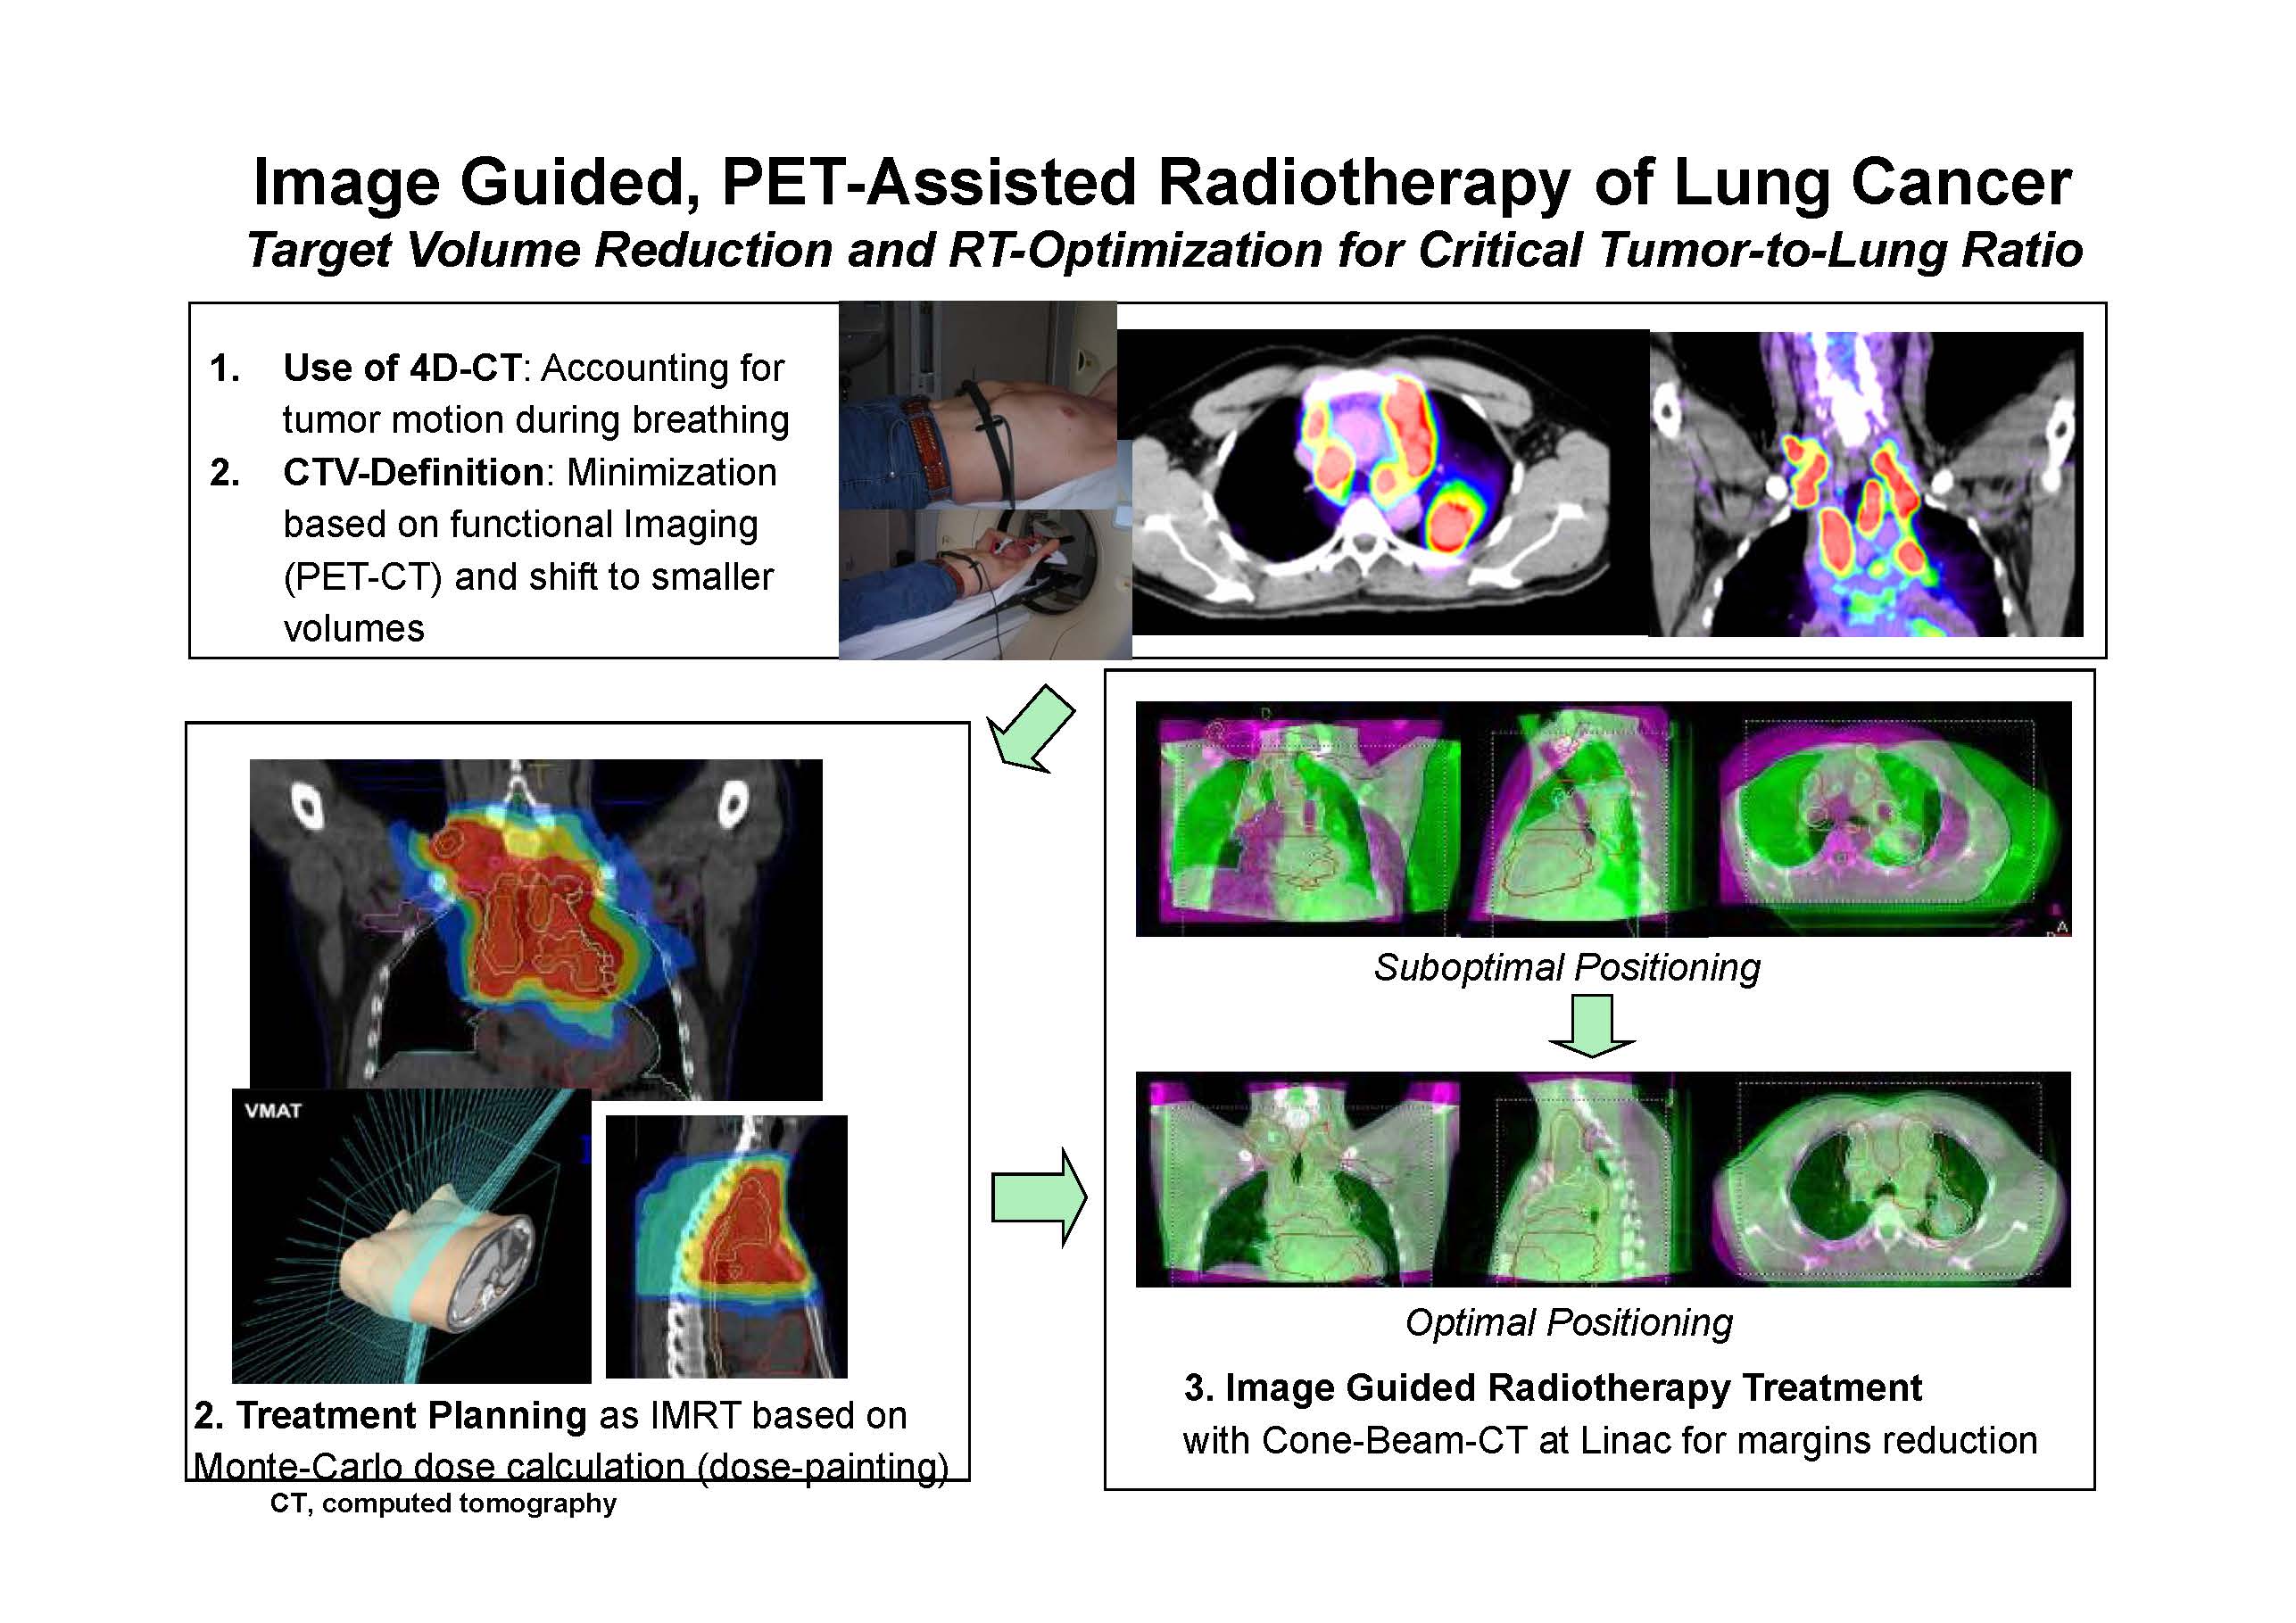 Image Guided, PET-Assisted Radiotherapy of Lung Cancer
Target Volume Reduction and RT-Optimization for Critical Tumor-to-Lung Ratio
1. Use of 4D-CT: Accounting for
tumor motion during breathing
2. CTV-Definition: Minimization
based on functional Imaging
(PET-CT) and shift to smaller
volumes
VMAT
2. Treatment Planning as IMRT based on
Monte-Carlo dose calculation (dose-painting)
CT, computed tomography
A
Suboptimal Positioning
Optimal Positioning
3. Image Guided Radiotherapy Treatment
with Cone-Beam-CT at Linac for margins reduction